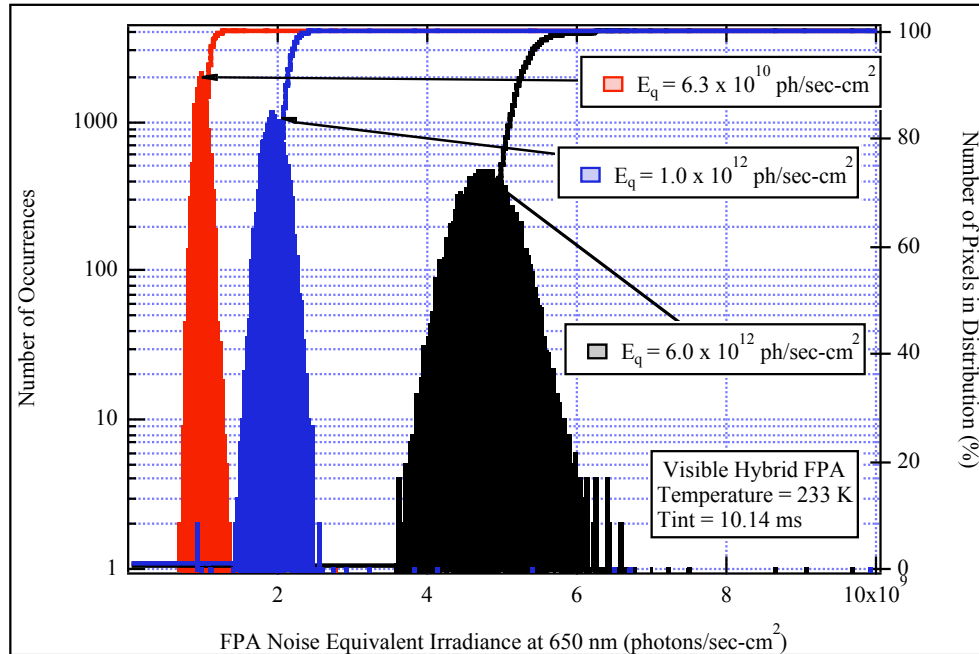 Number of Occurrences
1000
100
10
1
100
80
60
40
20
0
Number of Pixels in Distribution (%)
E_q = 6.3 x 10^10 ph/sec-cm^2
E_q = 1.0 x 10^12 ph/sec-cm^2
E_q = 6.0 x 10^12 ph/sec-cm^2
Visible Hybrid FPA
Temperature = 233 K
Tint = 10.14 ms
2
4
6
8
10x10^9
FPA Noise Equivalent Irradiance at 650 nm (photons/sec-cm^2)